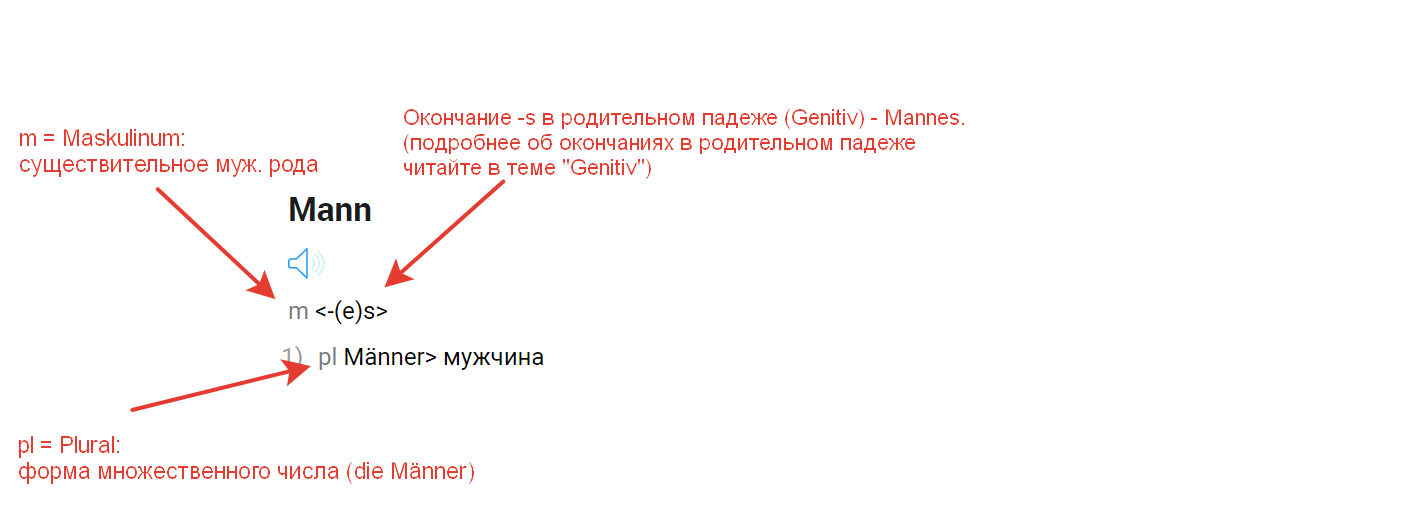 m = Maskulinum:
существительное муж. рода
Окончание -s в родительном падеже (Genitiv) - Mannes.
(подробнее об окончаниях в родительном падеже
читайте в теме "Genitiv")
Mann
m <-(e)s>
1) pl Männer> мужчина
pl = Plural:
форма множественного числа (die Männer)